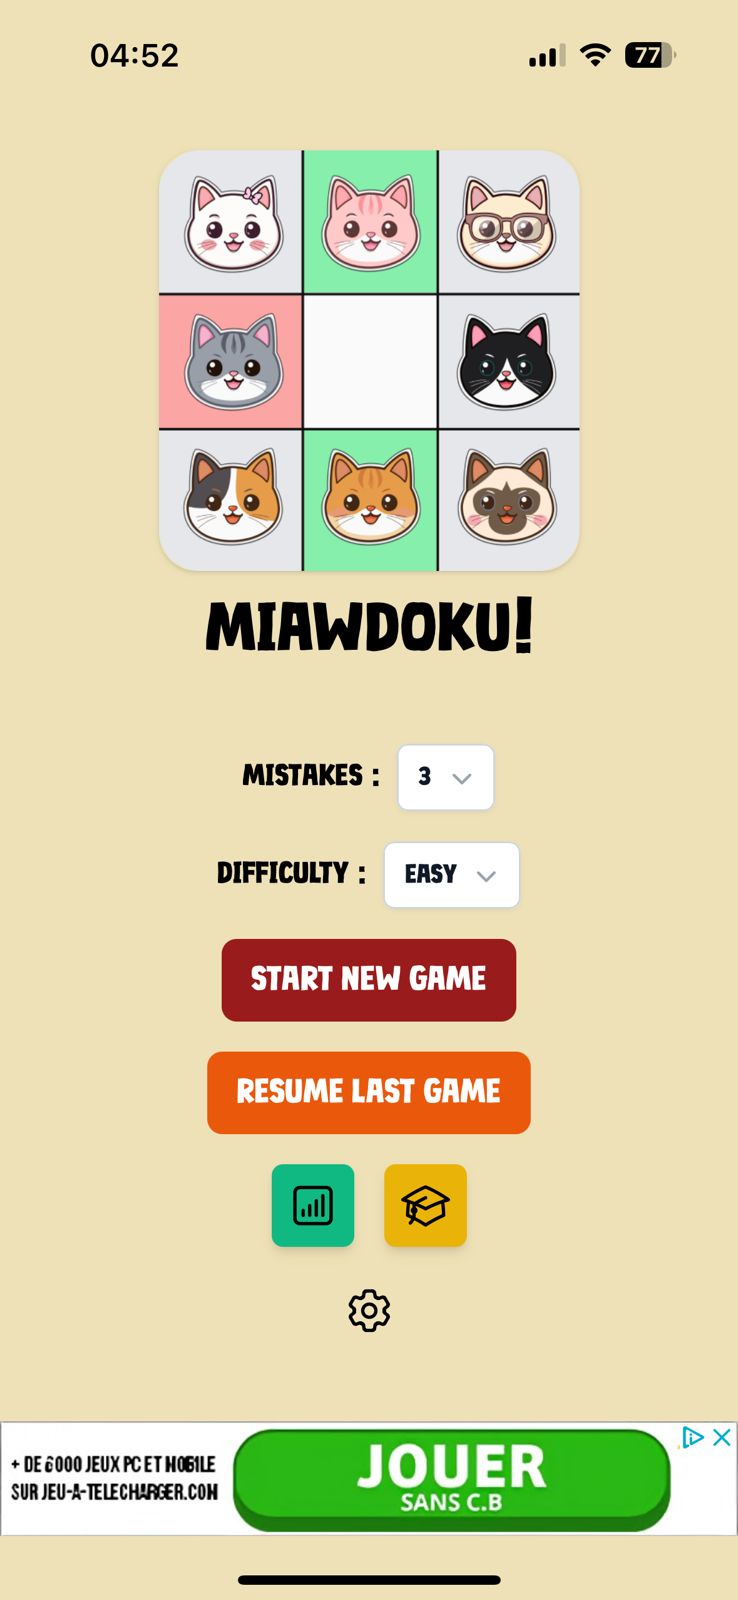 04:52
77
MIAWDOKU!
MISTAKES : 3
DIFFICULTY : EASY
START NEW GAME
RESUME LAST GAME
+ DE 6000 JEUX PC ET MOBILE
SUR JEU-A-TELECHARGER.COM
JOUER
SANS C.B